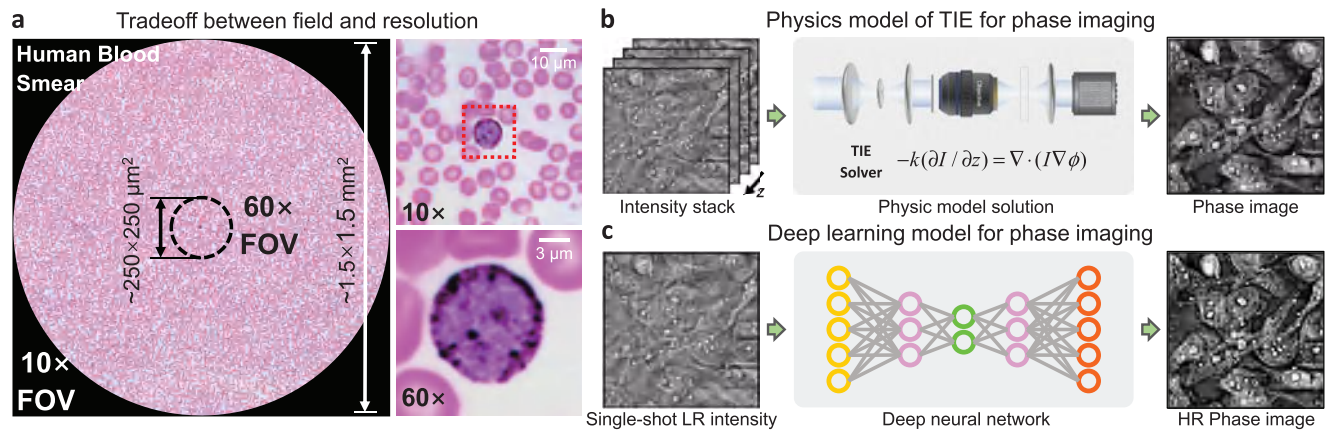 a
Tradeoff between field and resolution
Human Blood
Smear
~250×250 µm²
60×
FOV
~1.5×1.5 mm²
10×
FOV
10 µm
10×
3 µm
60×
b
Physics model of TIE for phase imaging
z
TIE
Solver
−k(∂I / ∂z) = ∇·(I∇ϕ)
Intensity stack
Physic model solution
Phase image
c
Deep learning model for phase imaging
Single-shot LR intensity
Deep neural network
HR Phase image